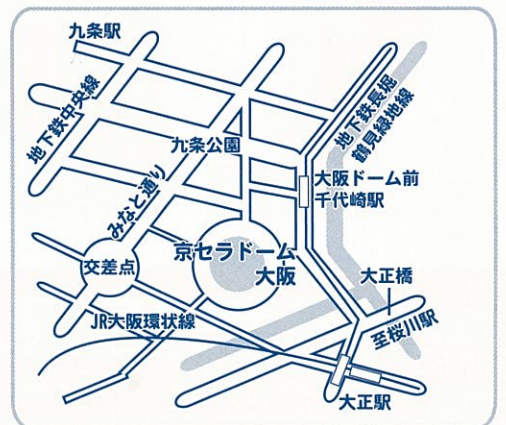 九条駅
地下鉄中央線
地下鉄長堀
鶴見緑地線
九条公園
大阪ドーム前
千代崎駅
みなと通り
京セラドーム
大阪
交差点
大正橋
JR大阪環状線
至桜川駅
大正駅